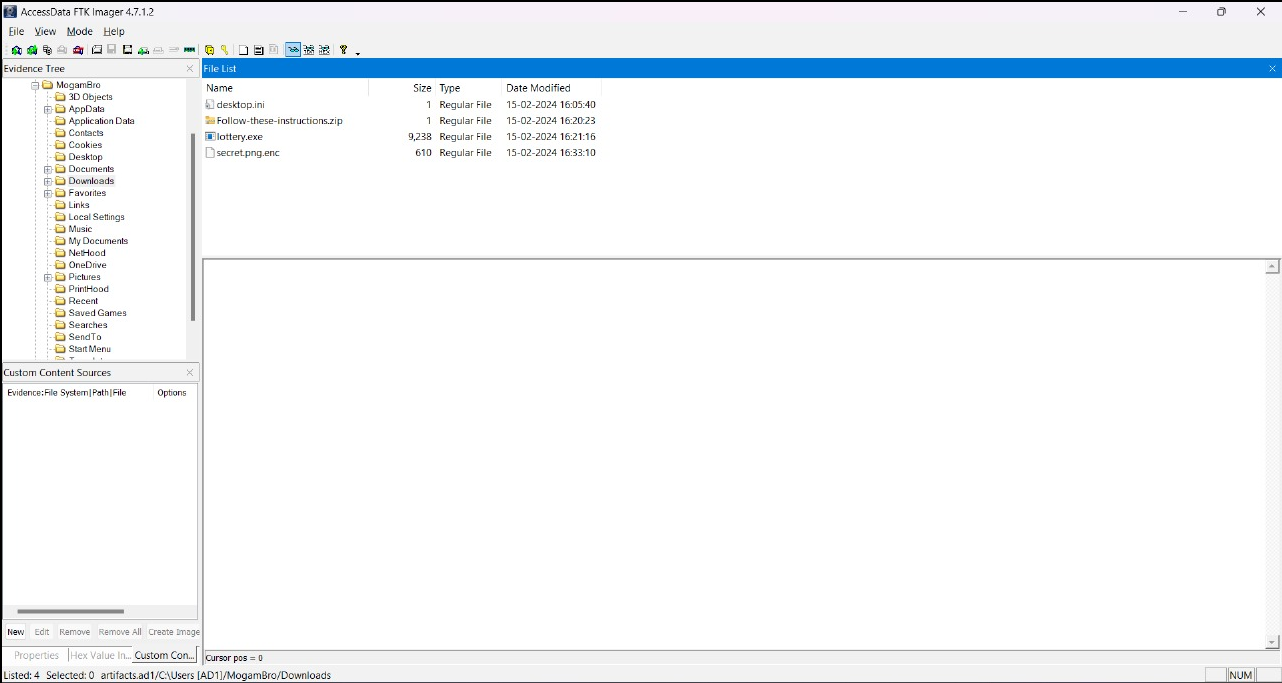 AccessData FTK Imager 4.7.1.2
File View Mode Help
Evidence Tree
MogamBro
3D Objects
AppData
Application Data
Contacts
Cookies
Desktop
Documents
Downloads
Favorites
Links
Local Settings
Music
My Documents
NetHood
OneDrive
Pictures
PrintHood
Recent
Saved Games
Searches
SendTo
Start Menu
Custom Content Sources
Evidence:File System|Path|File Options
New Edit Remove Remove All Create Image
Properties Hex Value In... Custom Con...
File List
Name Size Type Date Modified
desktop.ini 1 Regular File 15-02-2024 16:05:40
Follow-these-instructions.zip 1 Regular File 15-02-2024 16:20:23
lottery.exe 9,238 Regular File 15-02-2024 16:21:16
secret.png.enc 610 Regular File 15-02-2024 16:33:10
Cursor pos = 0
Listed: 4 Selected: 0 artifacts.ad1/C:\Users [AD1]/MogamBro/Downloads NUM